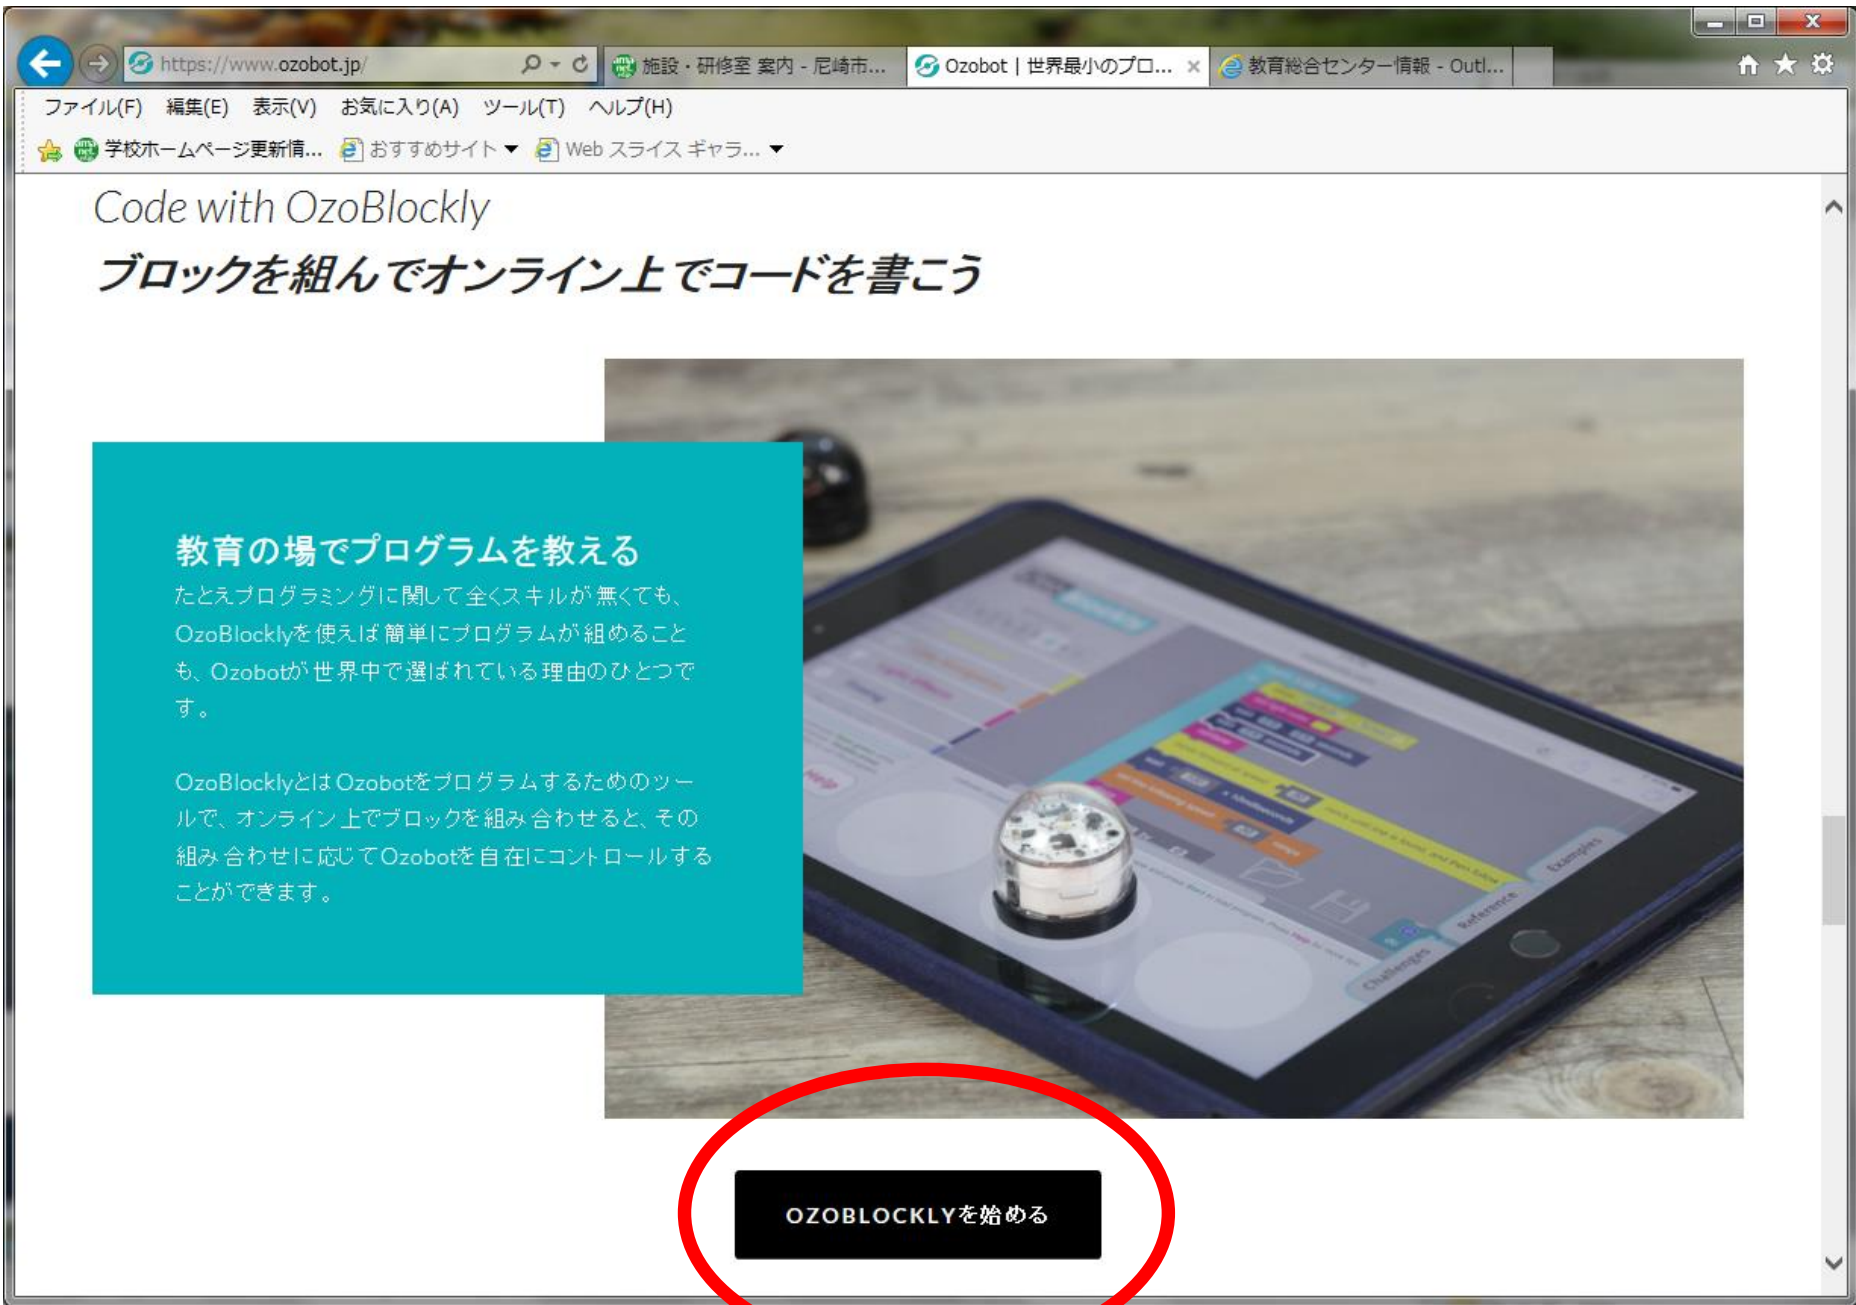 https://www.ozobot.jp/
施設・研修室 案内 - 尼崎市...
Ozobot | 世界最小のプロ...
教育総合センター情報 - Outl...
ファイル(F) 編集(E) 表示(V) お気に入り(A) ツール(T) ヘルプ(H)
学校ホームページ更新情... おすすめサイト Web スライス ギャラ...
Code with OzoBlockly
ブロックを組んでオンライン上でコードを書こう
教育の場でプログラムを教える
たとえプログラミングに関して全くスキルが無くても、
OzoBlocklyを使えば簡単にプログラムが組めること
も、Ozobotが世界中で選ばれている理由のひとつで
す。
OzoBlocklyとはOzobotをプログラムするためのツー
ルで、オンライン上でブロックを組み合わせると、その
組み合わせに応じてOzobotを自在にコントロールする
ことができます。
Help
Examples
Reference
Challenges
OZOBLOCKLYを始める